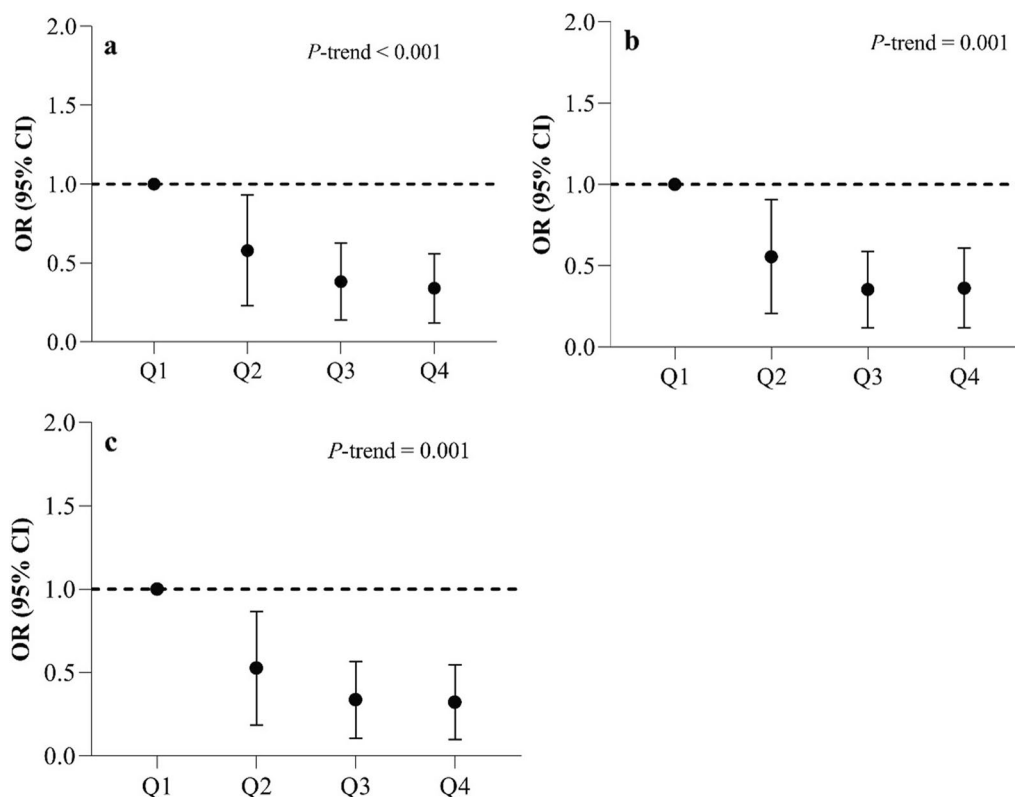 a
P-trend < 0.001
OR (95% CI)
2.0
1.5
1.0
0.5
0.0
Q1 Q2 Q3 Q4
b
P-trend = 0.001
OR (95% CI)
2.0
1.5
1.0
0.5
0.0
Q1 Q2 Q3 Q4
c
P-trend = 0.001
OR (95% CI)
2.0
1.5
1.0
0.5
0.0
Q1 Q2 Q3 Q4